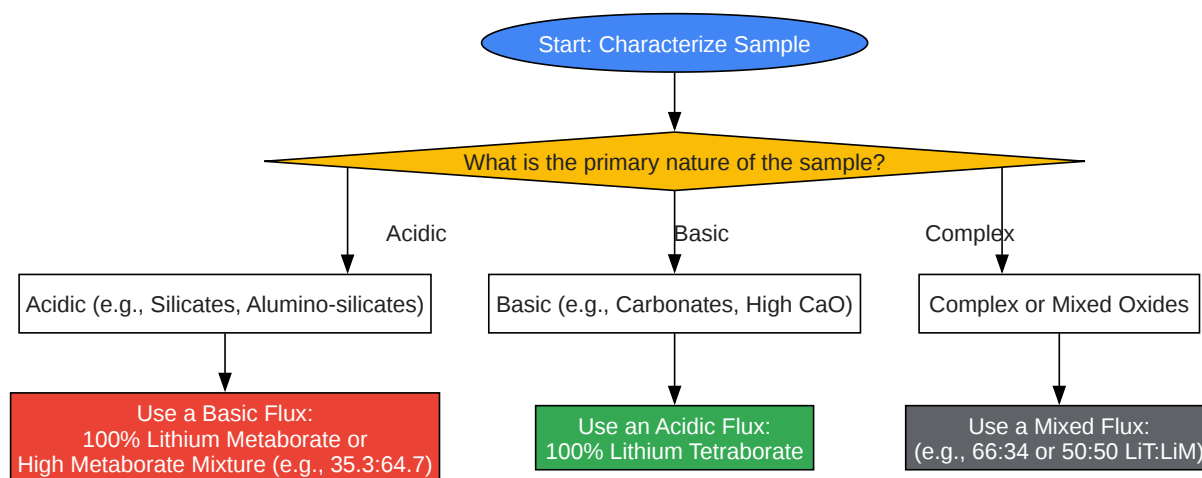 Start: Characterize Sample
What is the primary nature of the sample?
Acidic
Basic
Complex
Acidic (e.g., Silicates, Alumino-silicates)
Basic (e.g., Carbonates, High CaO)
Complex or Mixed Oxides
Use a Basic Flux:
100% Lithium Metaborate or
High Metaborate Mixture (e.g., 35.3:64.7)
Use an Acidic Flux:
100% Lithium Tetraborate
Use a Mixed Flux:
(e.g., 66:34 or 50:50 LiT:LiM)